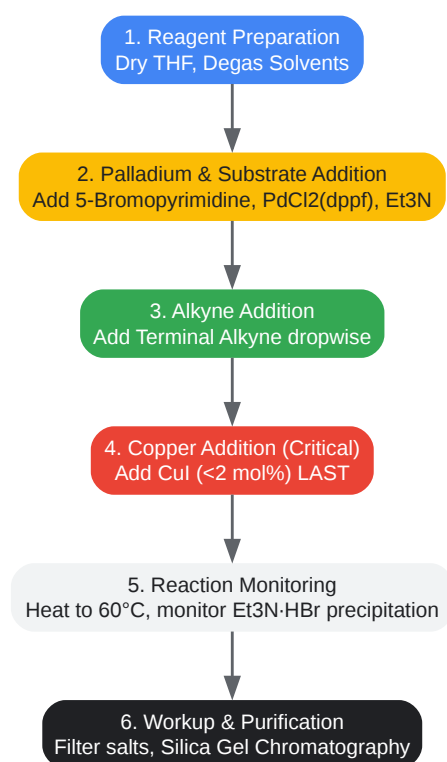 1. Reagent Preparation
Dry THF, Degas Solvents
2. Palladium & Substrate Addition
Add 5-Bromopyrimidine, PdCl2(dppf), Et3N
3. Alkyne Addition
Add Terminal Alkyne dropwise
4. Copper Addition (Critical)
Add CuI (<2 mol%) LAST
5. Reaction Monitoring
Heat to 60°C, monitor Et3N·HBr precipitation
6. Workup & Purification
Filter salts, Silica Gel Chromatography